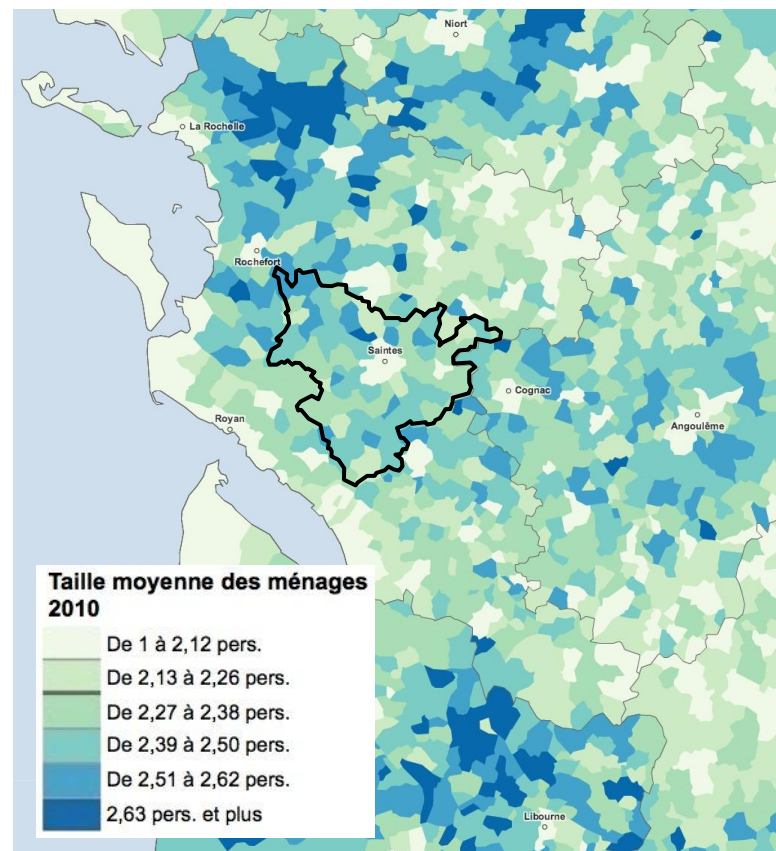 Niort
La Rochelle
Rochefort
Saintes
Cognac
Royan
Angoulême
Taille moyenne des ménages
2010
De 1 à 2,12 pers.
De 2,13 à 2,26 pers.
De 2,27 à 2,38 pers.
De 2,39 à 2,50 pers.
De 2,51 à 2,62 pers.
2,63 pers. et plus
Libourne